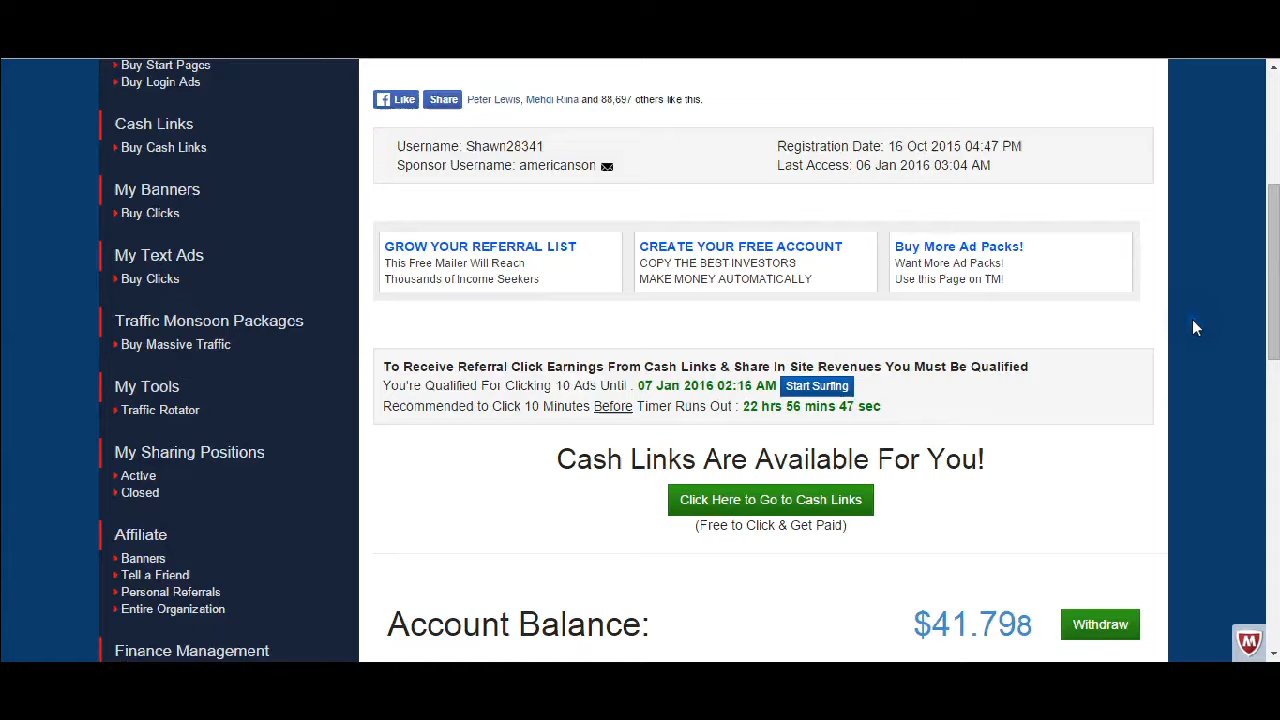 Buy Start Pages
Buy Login Ads
Cash Links
Buy Cash Links
My Banners
Buy Clicks
My Text Ads
Buy Clicks
Traffic Monsoon Packages
Buy Massive Traffic
My Tools
Traffic Rotator
My Sharing Positions
Active
Closed
Affiliate
Banners
Tell a Friend
Personal Referrals
Entire Organization
Finance Management
Like Share Peter Lewis, Mehdi Rina and 88,697 others like this.
Username: Shawn28341
Sponsor Username: americanson
Registration Date: 16 Oct 2015 04:47 PM
Last Access: 06 Jan 2016 03:04 AM
GROW YOUR REFERRAL LIST
This Free Mailer Will Reach
Thousands of Income Seekers
CREATE YOUR FREE ACCOUNT
COPY THE BEST INVESTORS
MAKE MONEY AUTOMATICALLY
Buy More Ad Packs!
Want More Ad Packs!
Use this Page on TM!
To Receive Referral Click Earnings From Cash Links & Share In Site Revenues You Must Be Qualified
You're Qualified For Clicking 10 Ads Until : 07 Jan 2016 02:16 AM Start Surfing
Recommended to Click 10 Minutes Before Timer Runs Out : 22 hrs 56 mins 47 sec
Cash Links Are Available For You!
Click Here to Go to Cash Links
(Free to Click & Get Paid)
Account Balance: $41.798 Withdraw